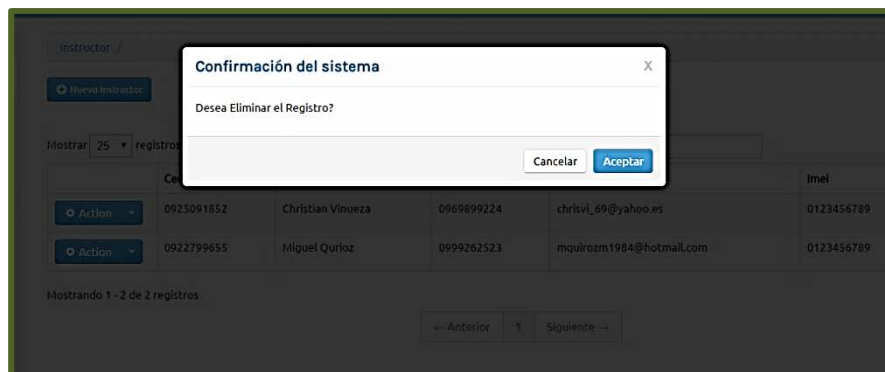 Instructor /
Confirmación del sistema X
Nuevo Instructor
Desea Eliminar el Registro?
Mostrar 25 registros
Cancelar Aceptar
Ce Imei
Action 0925091852 Christian Vinueza 0969899224 chrisvi_69@yahoo.es 0123456789
Action 0922799655 Miguel Qurioz 0999262523 mquirozm1984@hotmail.com 0123456789
Mostrando 1 - 2 de 2 registros
← Anterior 1 Siguiente →